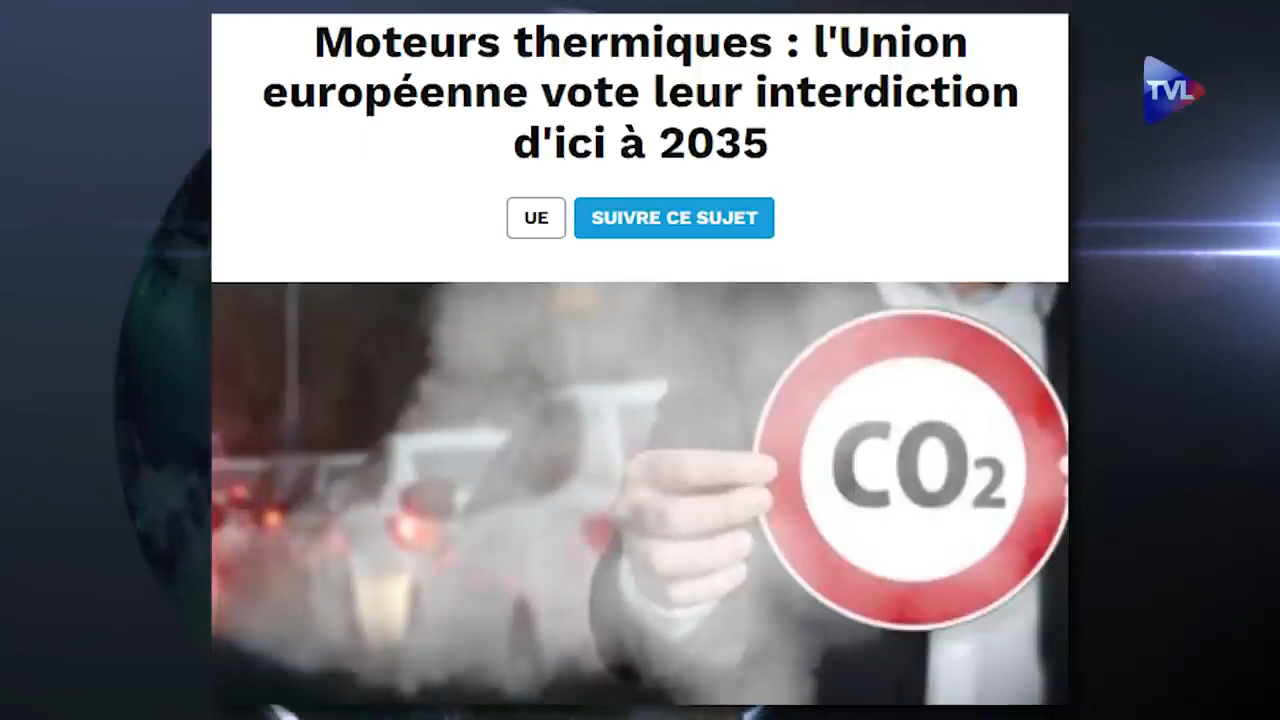 Moteurs thermiques : l'Union
européenne vote leur interdiction
d'ici à 2035
TVL
UE
SUIVRE CE SUJET
CO2